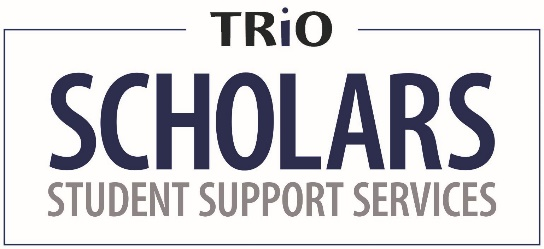 TRiO
SCHOLARS
STUDENT SUPPORT SERVICES